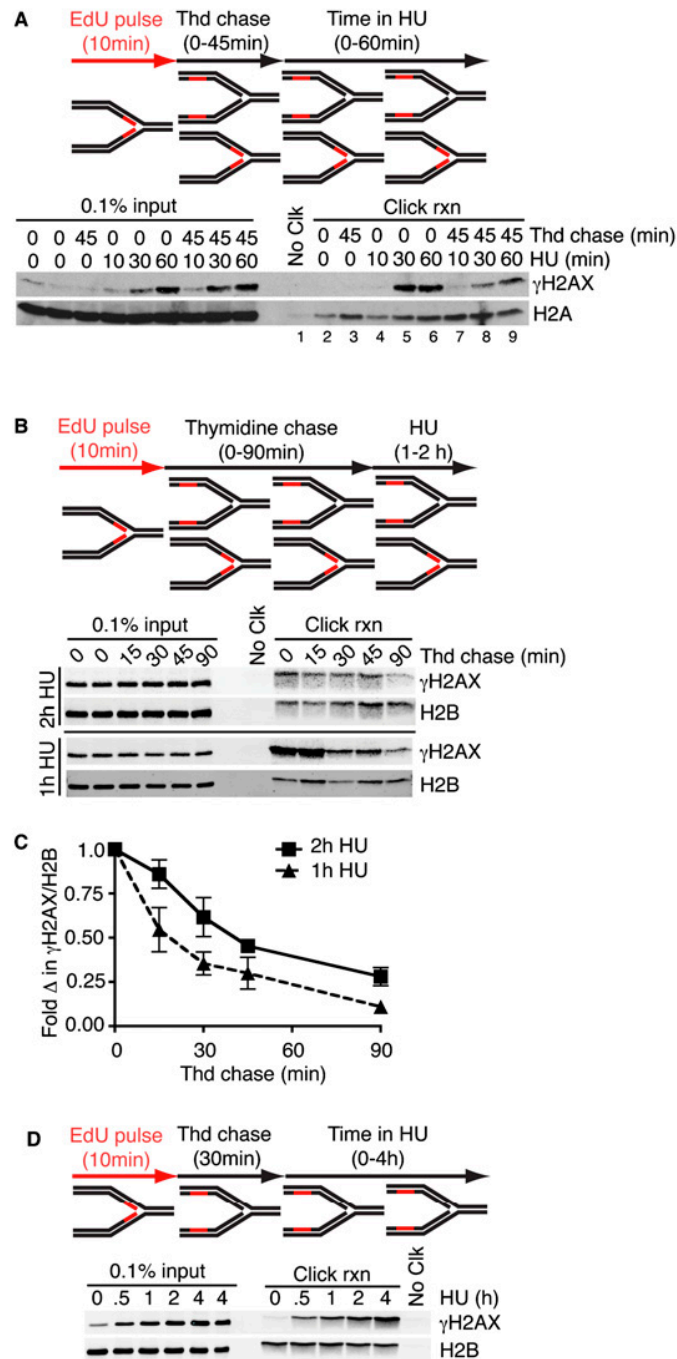 A
EdU pulse Thd chase Time in HU
(10min) (0-45min) (0-60min)
0.1% input No Clk Click rxn
0 0 45 0 0 0 45 45 45 0 45 0 0 0 45 45 45 Thd chase (min)
0 0 0 10 30 60 10 30 60 0 0 10 30 60 10 30 60 HU (min)
γH2AX
H2A
1 2 3 4 5 6 7 8 9
B
EdU pulse Thymidine chase HU
(10min) (0-90min) (1-2 h)
0.1% input No Clk Click rxn
0 0 15 30 45 90 0 15 30 45 90 Thd chase (min)
2h HU γH2AX
H2B
1h HU γH2AX
H2B
C
Fold Δ in γH2AX/H2B
1.0
0.75
0.50
0.25
0.00
2h HU
1h HU
0 30 60 90
Thd chase (min)
D
EdU pulse Thd chase Time in HU
(10min) (30min) (0-4h)
0.1% input Click rxn No Clk
0 .5 1 2 4 4 0 .5 1 2 4 HU (h)
γH2AX
H2B